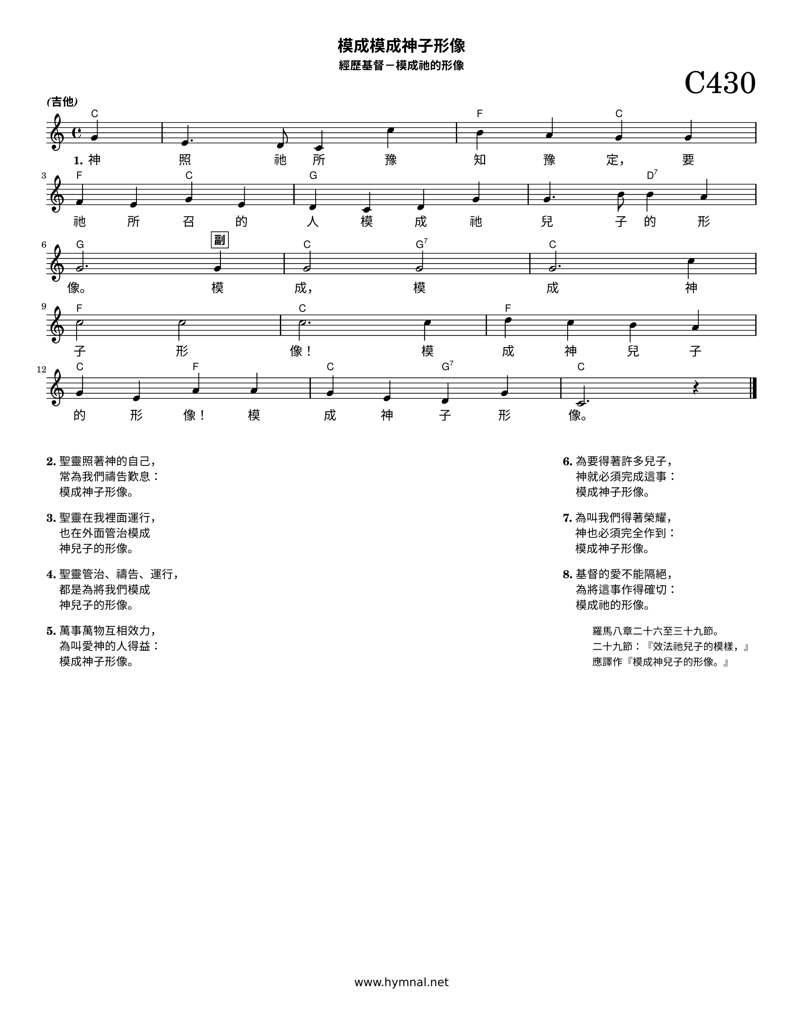 模成模成神子形像
經歷基督－模成祂的形像
C430
(吉他)
C F C
1. 神 照 祂 所 豫 知 豫 定， 要
3 F C G D7
祂 所 召 的 人 模 成 祂 兒 子 的 形
6 G 副 C G7 C
像。 模 成， 模 成 神
9 F C F
子 形 像！ 模 成 神 兒 子
12 C F C G7 C
的 形 像！ 模 成 神 子 形 像。
2. 聖靈照著神的自己，
常為我們禱告歎息：
模成神子形像。
3. 聖靈在我裡面運行，
也在外面管治模成
神兒子的形像。
4. 聖靈管治、禱告、運行，
都是為將我們模成
神兒子的形像。
5. 萬事萬物互相效力，
為叫愛神的人得益：
模成神子形像。
6. 為要得著許多兒子，
神就必須完成這事：
模成神子形像。
7. 為叫我們得著榮耀，
神也必須完全作到：
模成神子形像。
8. 基督的愛不能隔絕，
為將這事作得確切：
模成祂的形像。
羅馬八章二十六至三十九節。
二十九節：『效法祂兒子的模樣，』
應譯作『模成神兒子的形像。』
www.hymnal.net